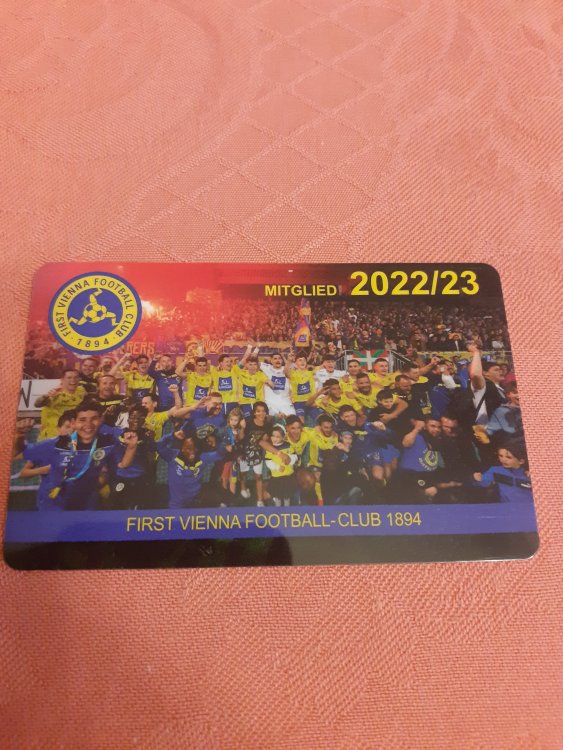 FIRST VIENNA FOOTBALL CLUB
· 1894 ·
MITGLIED 2022/23
FIRST VIENNA FOOTBALL-CLUB 1894